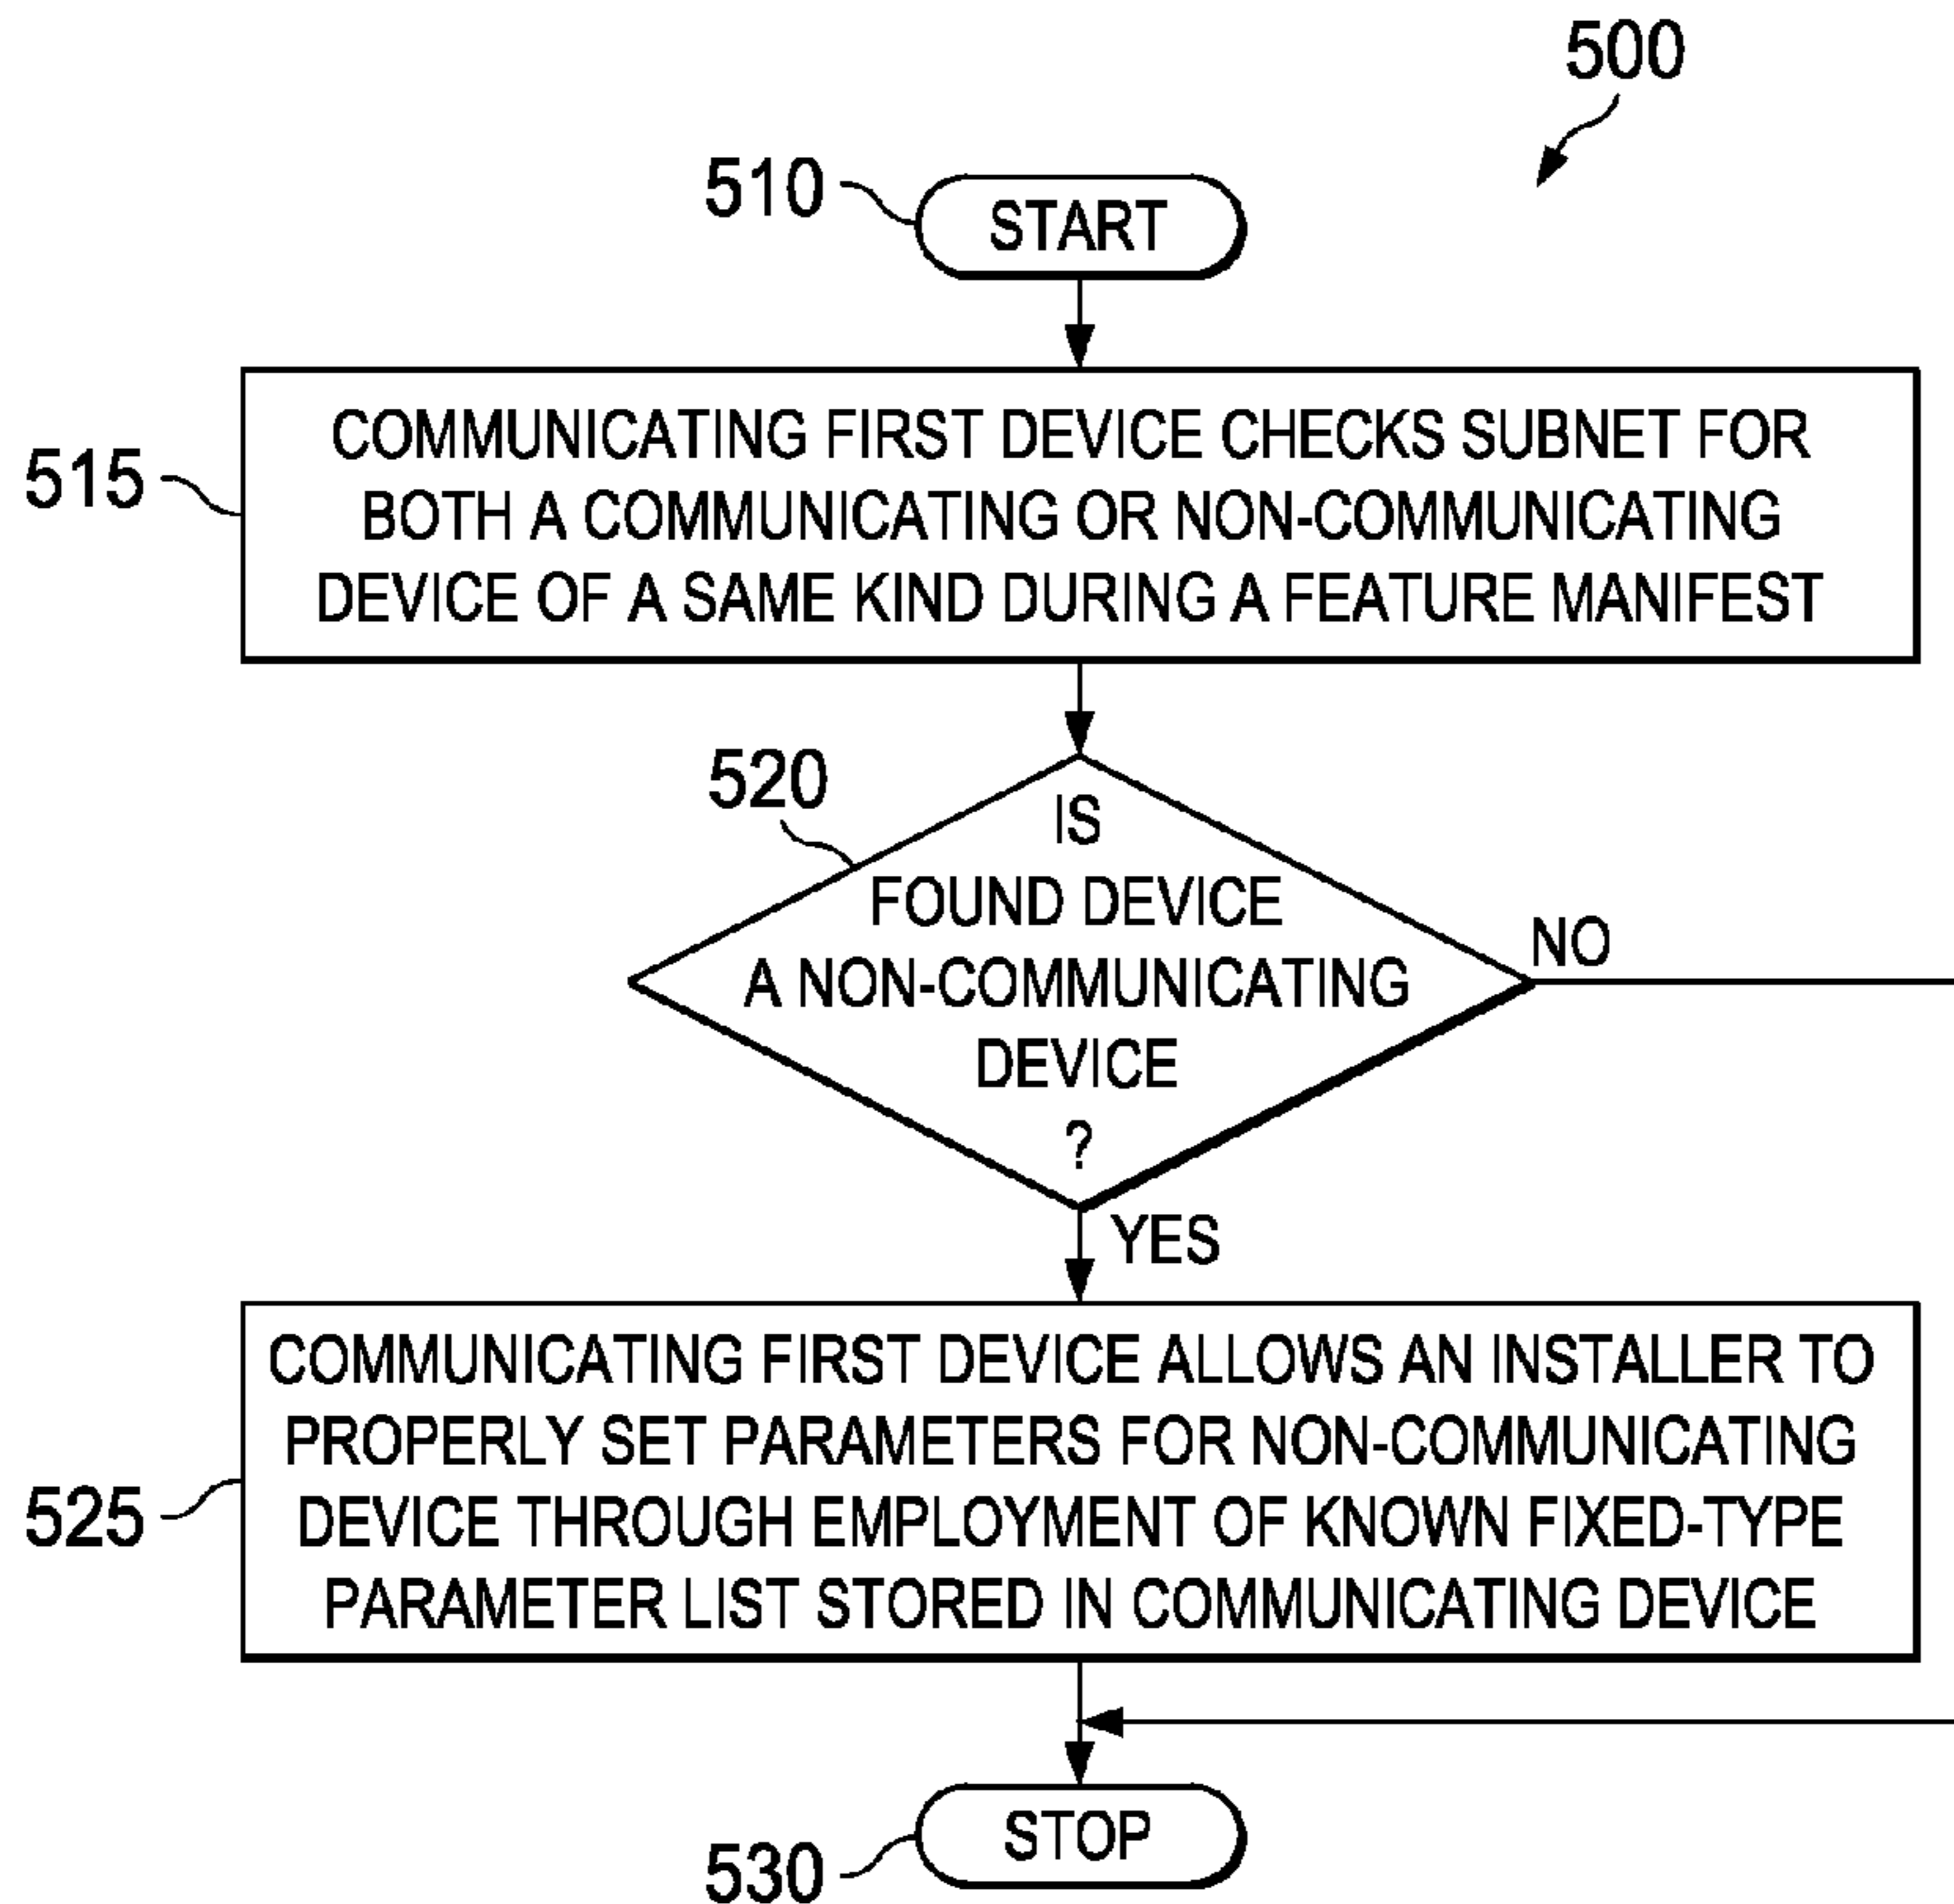 500
510
START
515
COMMUNICATING FIRST DEVICE CHECKS SUBNET FOR
BOTH A COMMUNICATING OR NON-COMMUNICATING
DEVICE OF A SAME KIND DURING A FEATURE MANIFEST
520
IS
FOUND DEVICE
A NON-COMMUNICATING
DEVICE
?
NO
YES
525
COMMUNICATING FIRST DEVICE ALLOWS AN INSTALLER TO
PROPERLY SET PARAMETERS FOR NON-COMMUNICATING
DEVICE THROUGH EMPLOYMENT OF KNOWN FIXED-TYPE
PARAMETER LIST STORED IN COMMUNICATING DEVICE
530
STOP